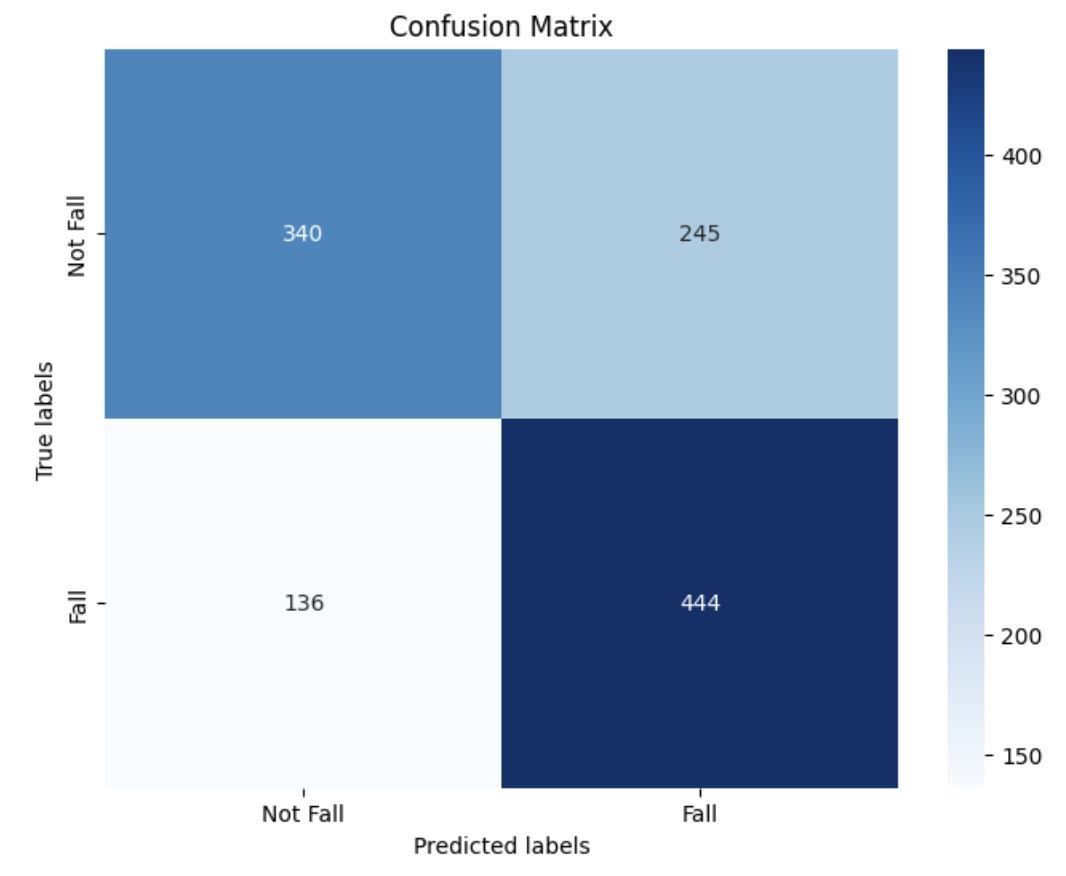 Confusion Matrix
Not Fall
340
245
Fall
136
444
True labels
Not Fall
Fall
Predicted labels
400
350
300
250
200
150